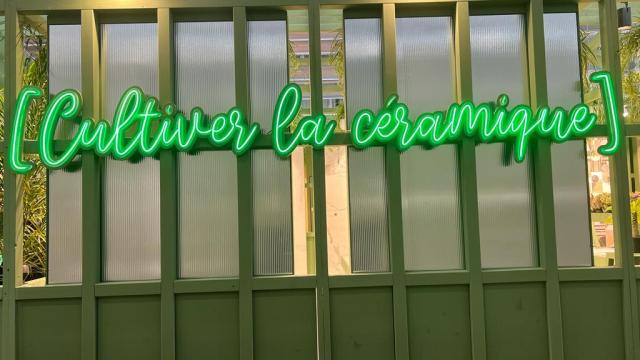 [Cultiver la céramique]